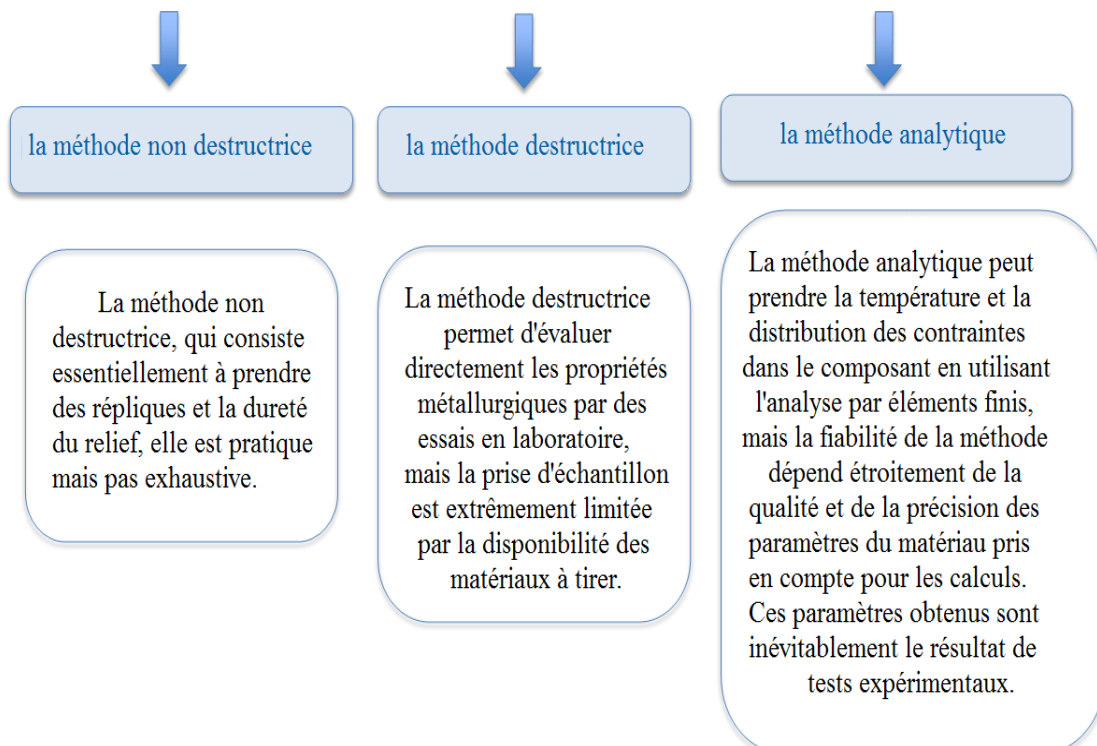 la méthode non destructrice
La méthode non
destructrice, qui consiste
essentiellement à prendre
des répliques et la dureté
du relief, elle est pratique
mais pas exhaustive.
la méthode destructrice
La méthode destructrice
permet d'évaluer
directement les propriétés
métallurgiques par des
essais en laboratoire,
mais la prise d'échantillon
est extrêmement limitée
par la disponibilité des
matériaux à tirer.
la méthode analytique
La méthode analytique peut
prendre la température et la
distribution des contraintes
dans le composant en utilisant
l'analyse par éléments finis,
mais la fiabilité de la méthode
dépend étroitement de la
qualité et de la précision des
paramètres du matériau pris
en compte pour les calculs.
Ces paramètres obtenus sont
inévitablement le résultat de
tests expérimentaux.